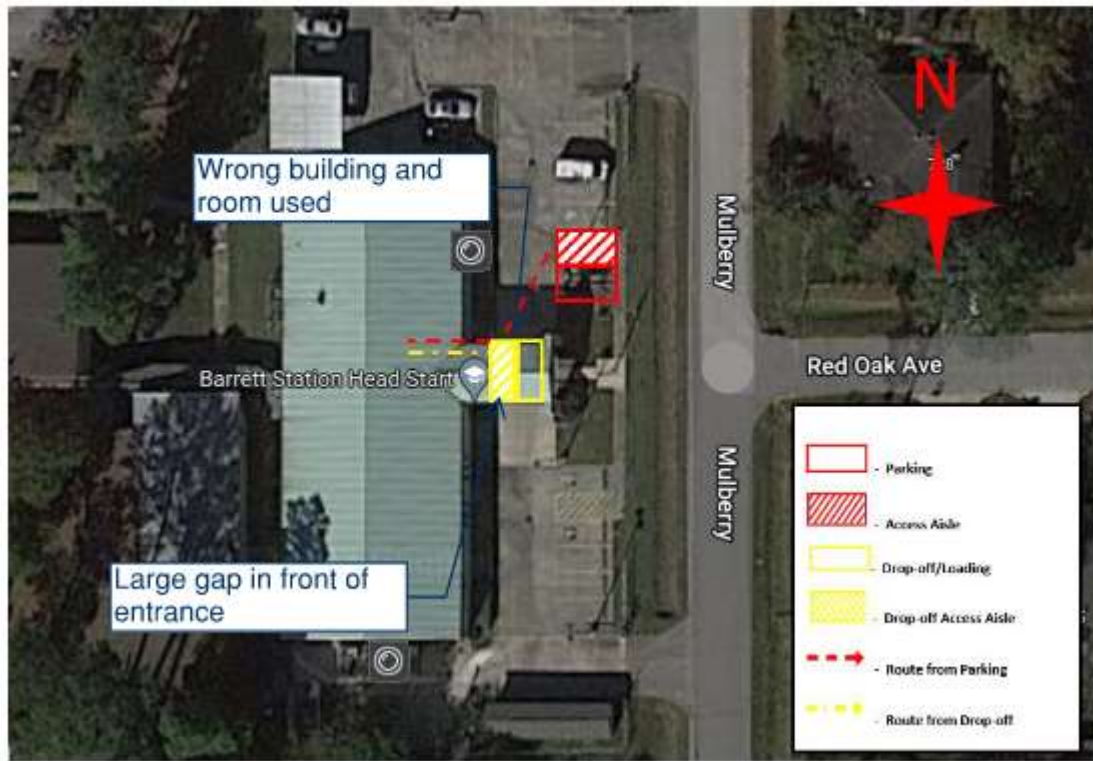 N
Wrong building and
room used
Mulberry
Red Oak Ave
Barrett Station Head Start
Mulberry
Large gap in front of
entrance
- Parking
- Access Aisle
- Drop-off/Loading
- Drop-off Access Aisle
- Route from Parking
- Route from Drop-off